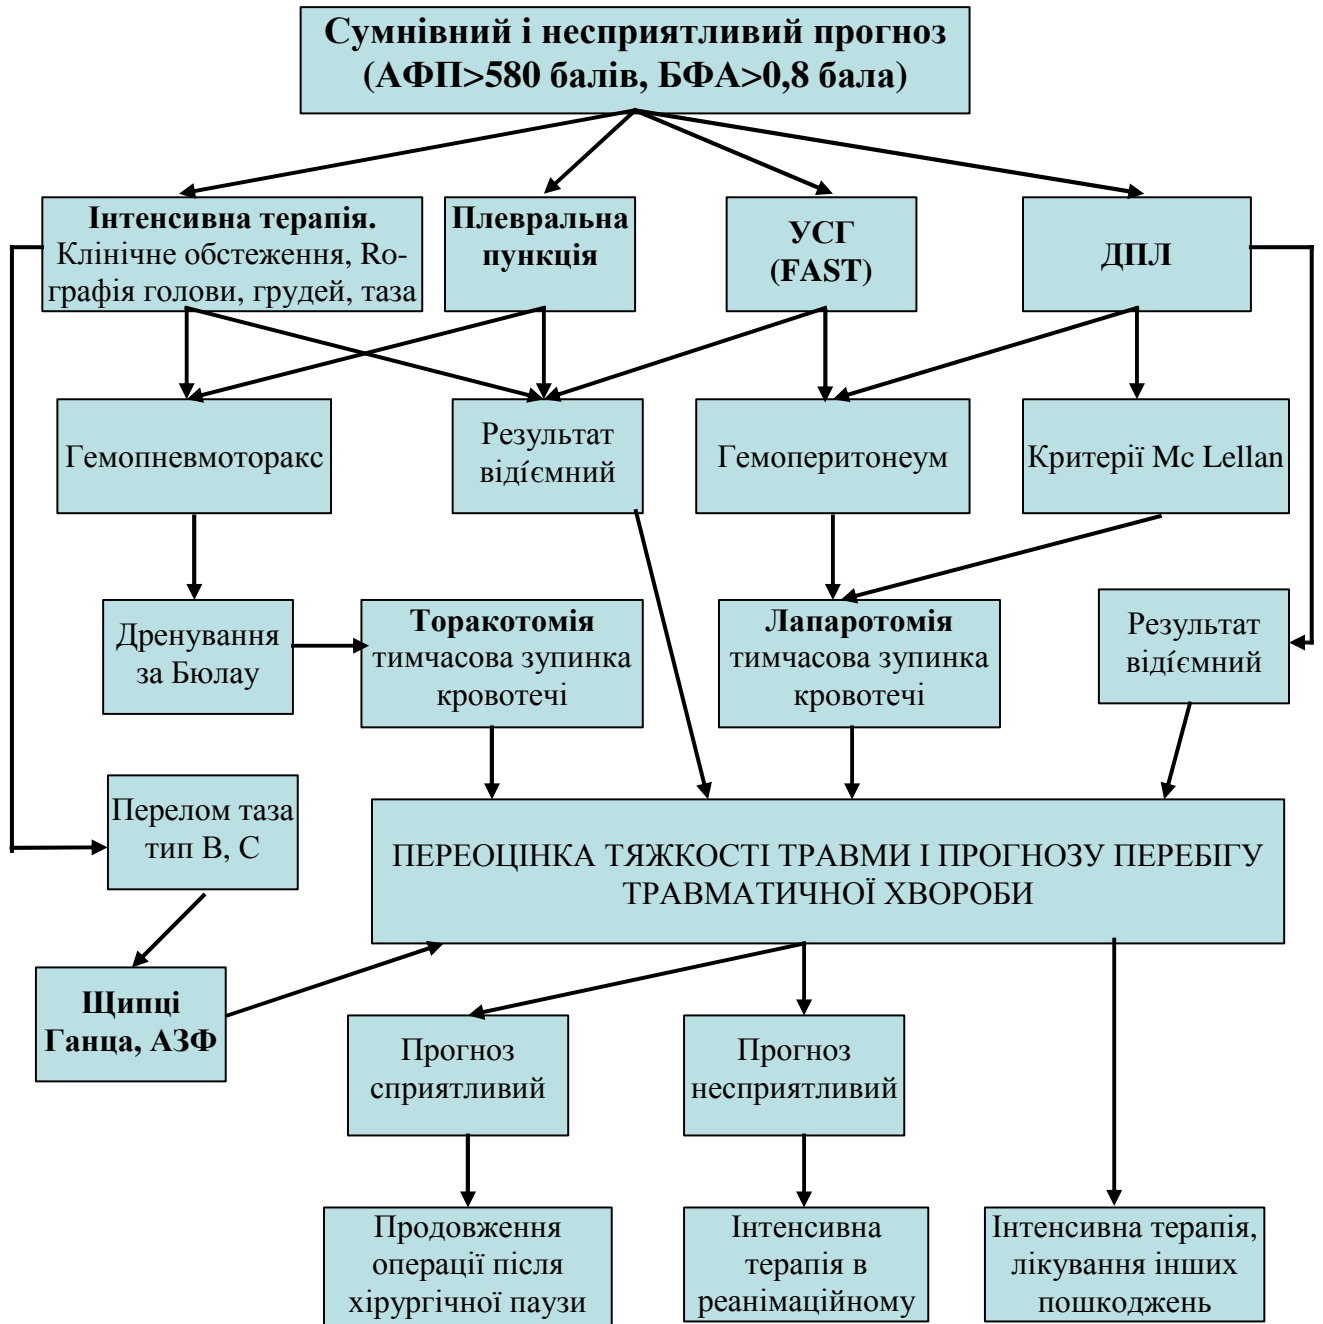 Сумнівний і несприятливий прогноз
(АФП>580 балів, БФА>0,8 бала)
Інтенсивна терапія.
Клінічне обстеження, Ro-
графія голови, грудей, таза
Плевральна
пункція
УСГ
(FAST)
ДПЛ
Гемопневмоторакс
Результат
відíємний
Гемоперитонеум
Критерії Mc Lellan
Дренування
за Бюлау
Торакотомія
тимчасова зупинка
кровотечі
Лапаротомія
тимчасова зупинка
кровотечі
Результат
відíємний
Перелом таза
тип В, С
ПЕРЕОЦІНКА ТЯЖКОСТІ ТРАВМИ І ПРОГНОЗУ ПЕРЕБІГУ
ТРАВМАТИЧНОЇ ХВОРОБИ
Щипці
Ганца, АЗФ
Прогноз
сприятливий
Прогноз
несприятливий
Продовження
операції після
хірургічної паузи
Інтенсивна
терапія в
реанімаційному
Інтенсивна терапія,
лікування інших
пошкоджень